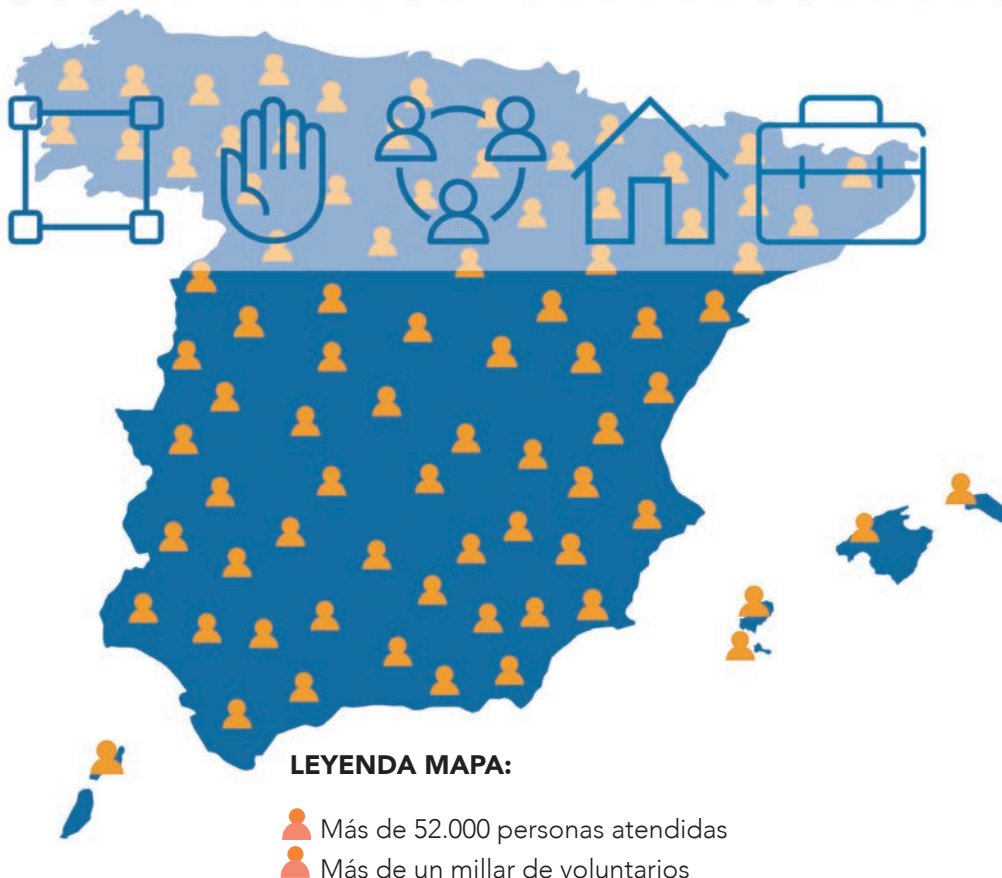 LEYENDA MAPA:
Más de 52.000 personas atendidas
Más de un millar de voluntarios